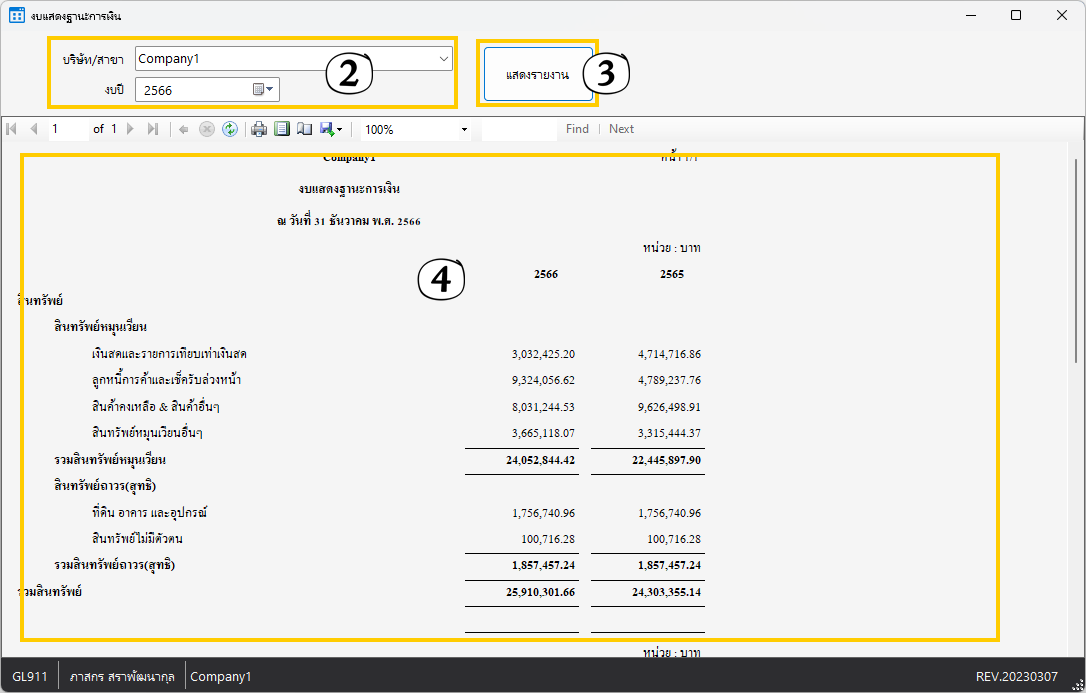 งบแสดงฐานะการเงิน
บริษัท/สาขา Company1
งบปี 2566
2
แสดงรายงาน
3
1 of 1 100% Find | Next
Company1 หน้า 1/1
งบแสดงฐานะการเงิน
ณ วันที่ 31 ธันวาคม พ.ศ. 2566
หน่วย : บาท
4
2566 2565
สินทรัพย์
สินทรัพย์หมุนเวียน
เงินสดและรายการเทียบเท่าเงินสด 3,032,425.20 4,714,716.86
ลูกหนี้การค้าและเช็ครับล่วงหน้า 9,324,056.62 4,789,237.76
สินค้าคงเหลือ & สินค้าอื่นๆ 8,031,244.53 9,626,498.91
สินทรัพย์หมุนเวียนอื่นๆ 3,665,118.07 3,315,444.37
รวมสินทรัพย์หมุนเวียน 24,052,844.42 22,445,897.90
สินทรัพย์ถาวร(สุทธิ)
ที่ดิน อาคาร และอุปกรณ์ 1,756,740.96 1,756,740.96
สินทรัพย์ไม่มีตัวตน 100,716.28 100,716.28
รวมสินทรัพย์ถาวร(สุทธิ) 1,857,457.24 1,857,457.24
รวมสินทรัพย์ 25,910,301.66 24,303,355.14
หน่วย : บาท
GL911 ภาสกร สราพัฒนากุล Company1 REV.20230307